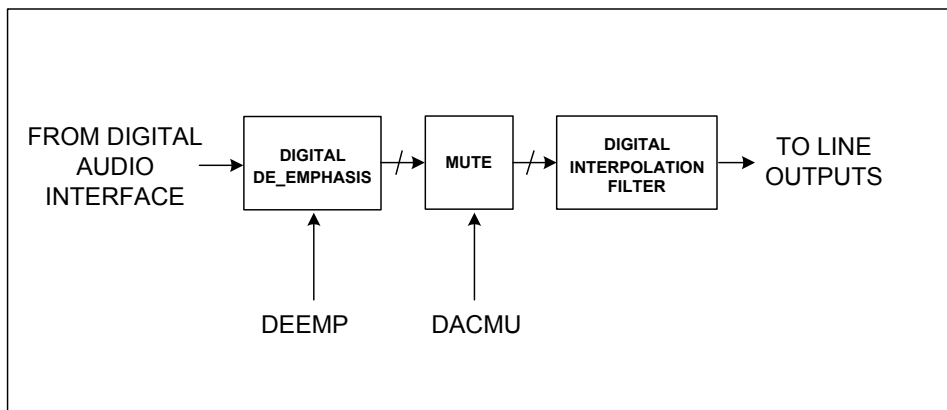 FROM DIGITAL
AUDIO
INTERFACE
DIGITAL
DE_EMPHASIS
MUTE
DIGITAL
INTERPOLATION
FILTER
TO LINE
OUTPUTS
DEEMP
DACMU